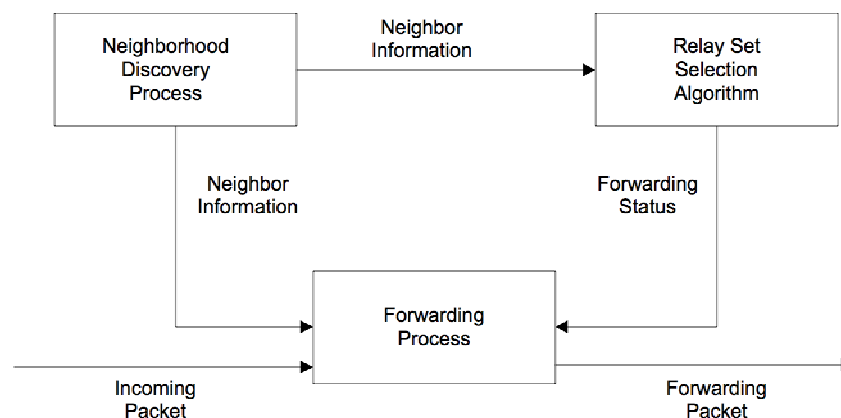 Neighborhood
Discovery
Process
Neighbor
Information
Relay Set
Selection
Algorithm
Neighbor
Information
Forwarding
Status
Forwarding
Process
Incoming
Packet
Forwarding
Packet